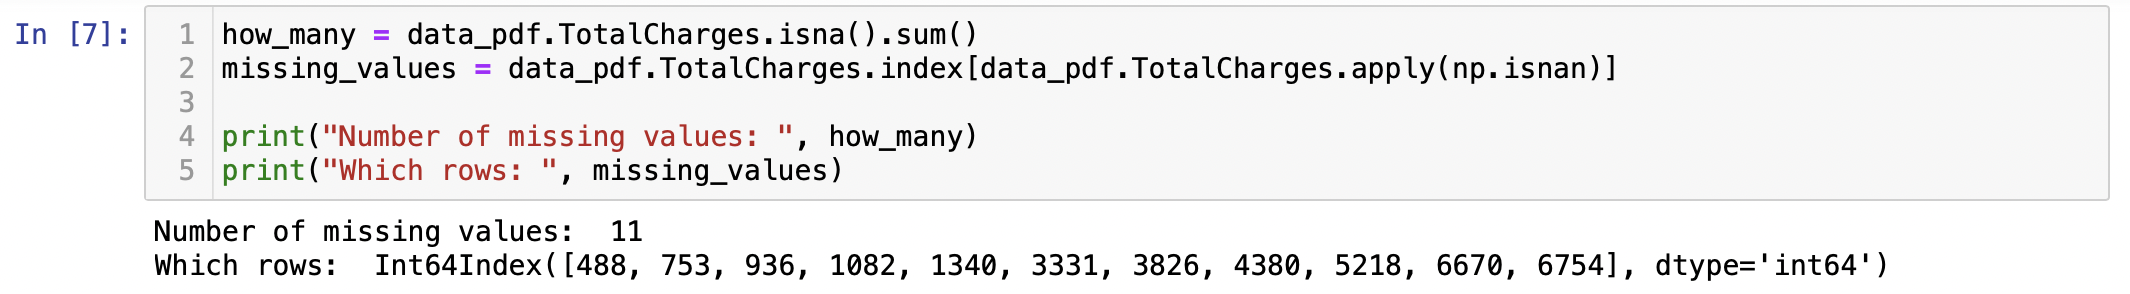 In [7]:
1 how_many = data_pdf.TotalCharges.isna().sum()
2 missing_values = data_pdf.TotalCharges.index[data_pdf.TotalCharges.apply(np.isnan)]
3
4 print("Number of missing values: ", how_many)
5 print("Which rows: ", missing_values)
Number of missing values:  11
Which rows:  Int64Index([488, 753, 936, 1082, 1340, 3331, 3826, 4380, 5218, 6670, 6754], dtype='int64')